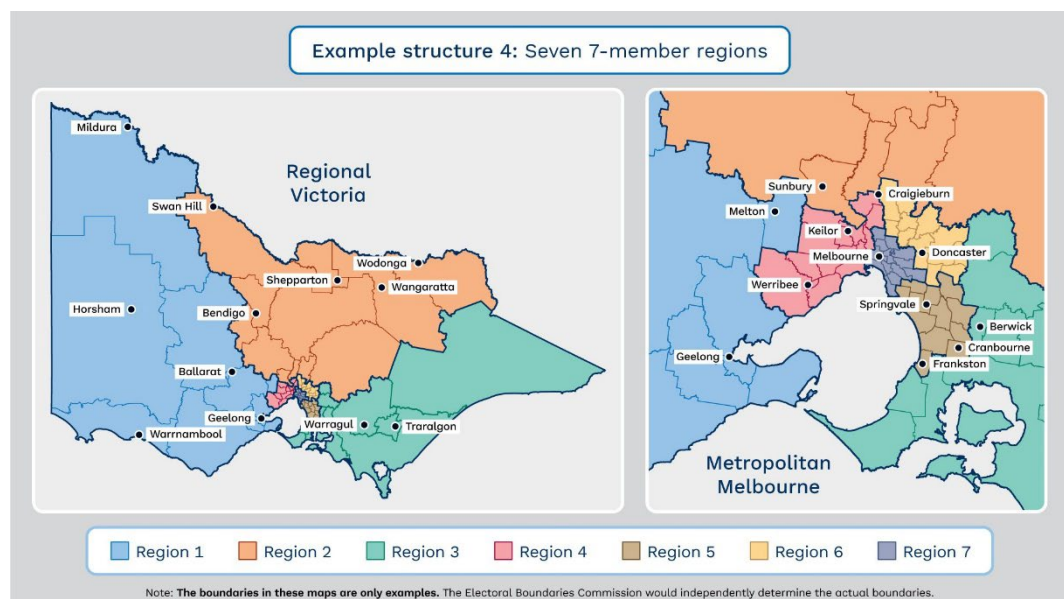 Example structure 4: Seven 7-member regions
Mildura
Regional
Victoria
Swan Hill
Wodonga
Shepparton
Wangaratta
Horsham
Bendigo
Ballarat
Geelong
Warragul
Traralgon
Warrnambool
Sunbury
Craigieburn
Melton
Keilor
Melbourne
Doncaster
Werribee
Springvale
Berwick
Cranbourne
Geelong
Frankston
Metropolitan
Melbourne
Region 1
Region 2
Region 3
Region 4
Region 5
Region 6
Region 7
Note: The boundaries in these maps are only examples. The Electoral Boundaries Commission would independently determine the actual boundaries.